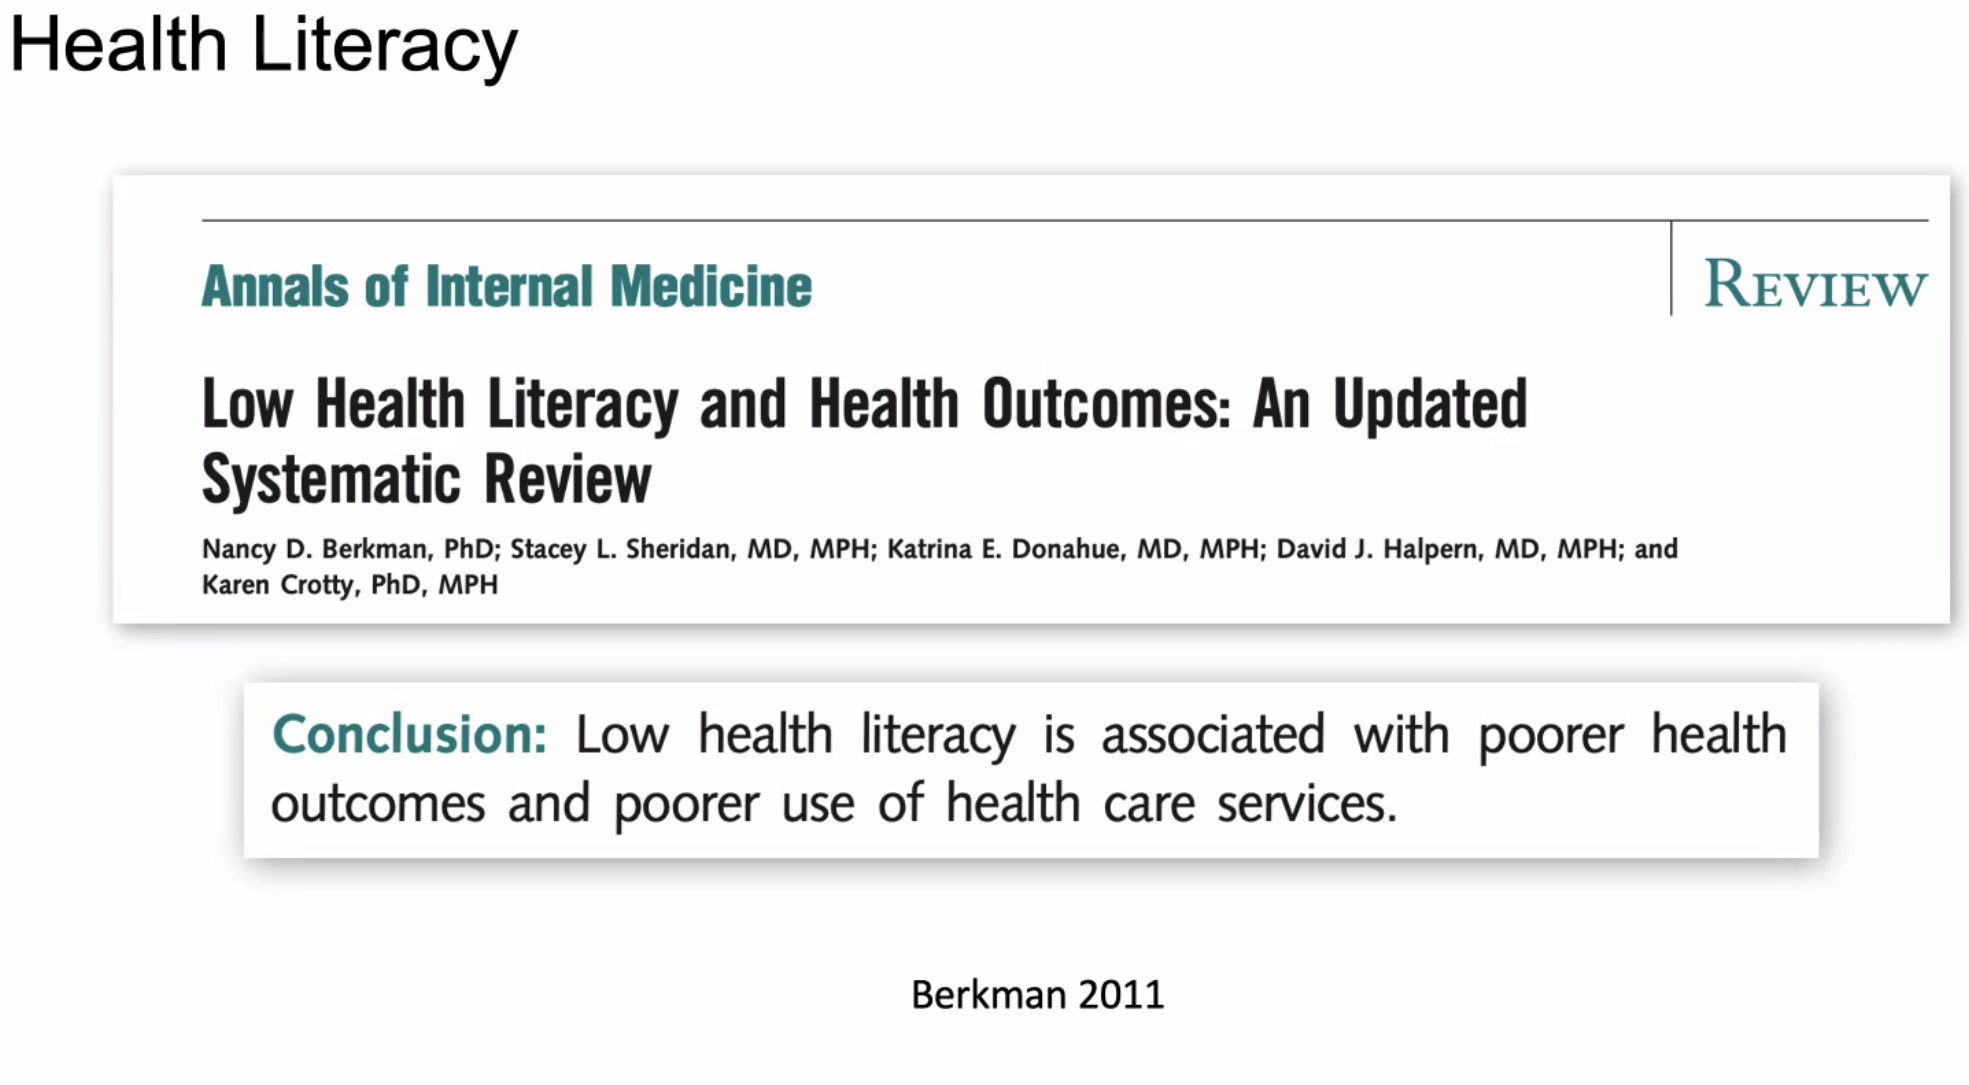 Health Literacy
Annals of Internal Medicine
REVIEW
Low Health Literacy and Health Outcomes: An Updated
Systematic Review
Nancy D. Berkman, PhD; Stacey L. Sheridan, MD, MPH; Katrina E. Donahue, MD, MPH; David J. Halpern, MD, MPH; and
Karen Crotty, PhD, MPH
Conclusion: Low health literacy is associated with poorer health
outcomes and poorer use of health care services.
Berkman 2011